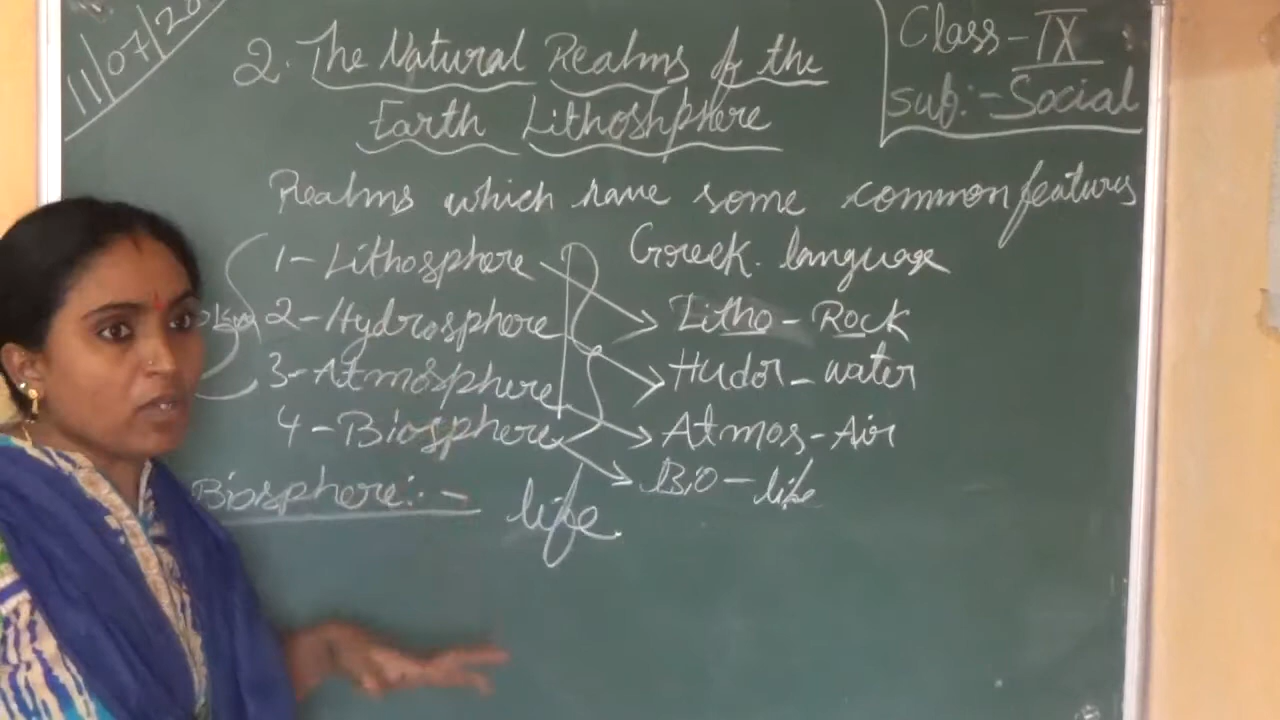 11/07/20
Class - IX
Sub:- Social
2. The Natural Realms of the
Earth Lithoshphere
Realms which have some common features
1- Lithosphere
2- Hydrosphere
3- Atmosphere
4- Biosphere
Greek. language
Litho - Rock
Hudor - water
Atmos - Air
Bio - life
Biosphere:- life